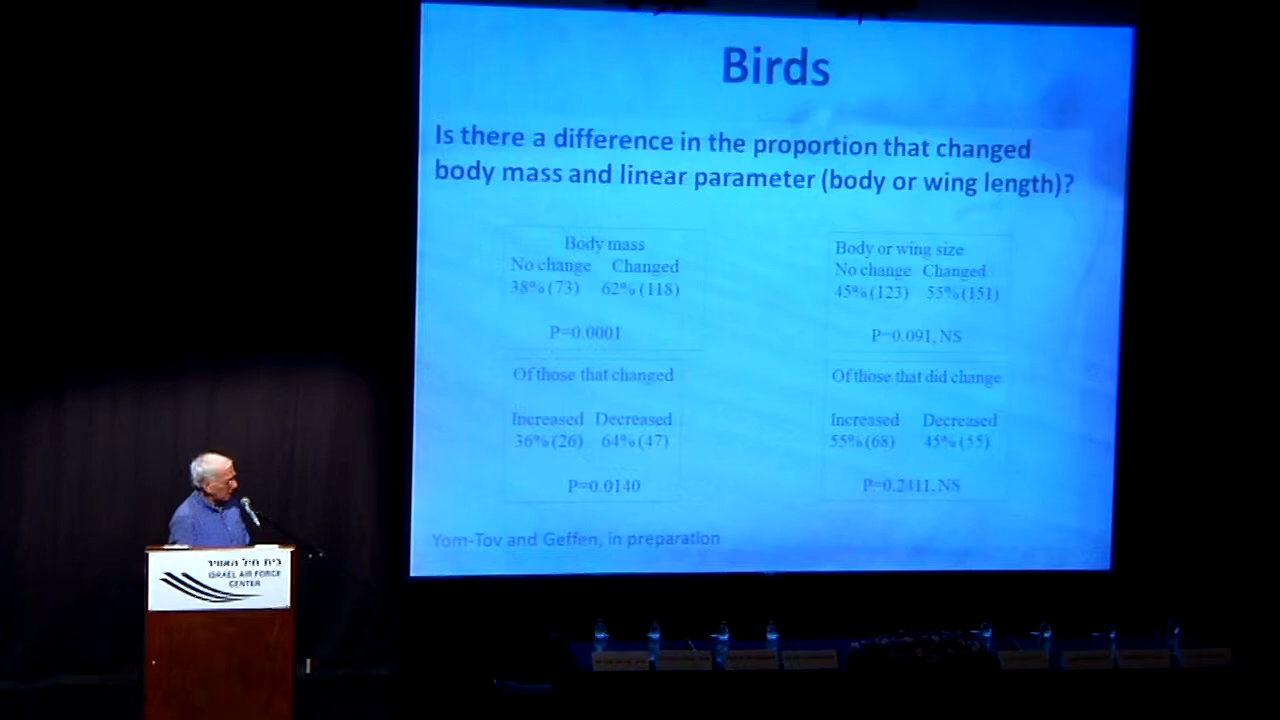 Birds
Is there a difference in the proportion that changed
body mass and linear parameter (body or wing length)?
Body mass
No change Changed
38% (73) 62% (118)
P=0.0001
Of those that changed
Increased Decreased
36% (26) 64% (47)
P=0.0140
Body or wing size
No change Changed
45% (123) 55% (151)
P=0.091, NS
Of those that did change
Increased Decreased
55% (68) 45% (55)
P=0.2411, NS
Yom-Tov and Geffen, in preparation
בית חיל האוויר
ISRAEL AIR FORCE
CENTER